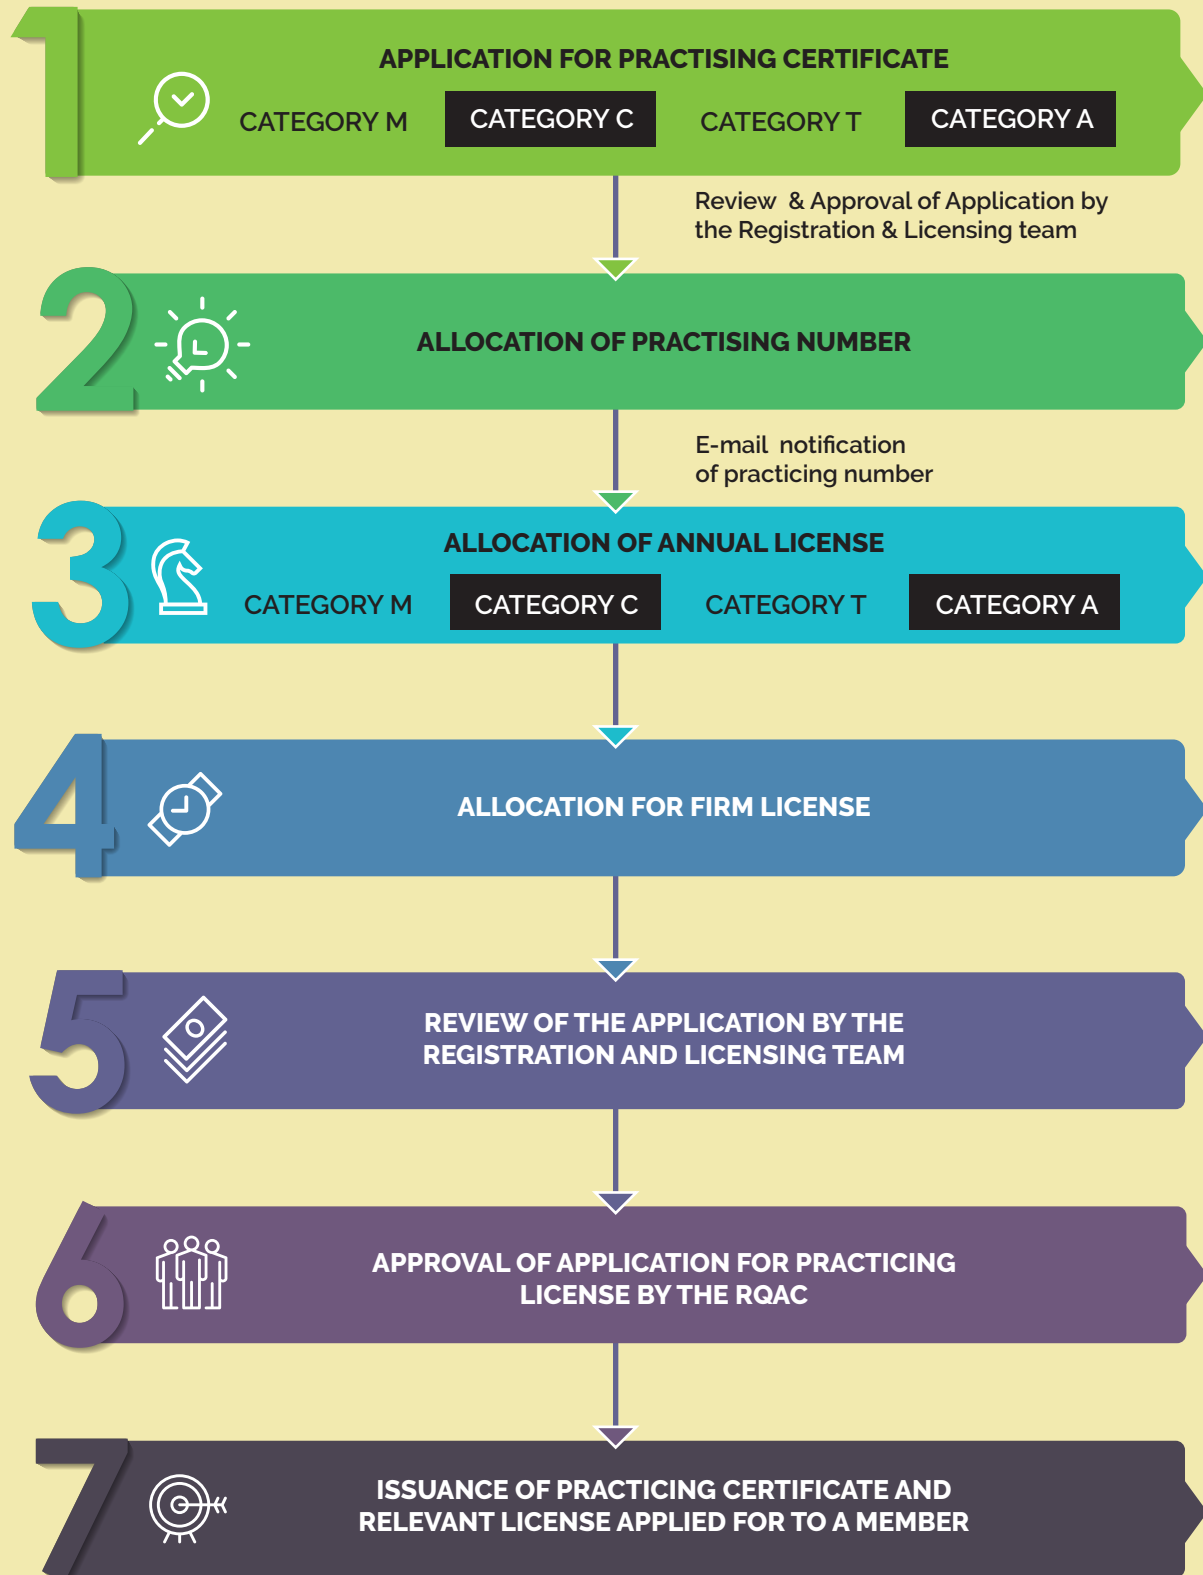 1
APPLICATION FOR PRACTISING CERTIFICATE
CATEGORY M CATEGORY C CATEGORY T CATEGORY A
Review & Approval of Application by
the Registration & Licensing team
2
ALLOCATION OF PRACTISING NUMBER
E-mail notification
of practicing number
3
ALLOCATION OF ANNUAL LICENSE
CATEGORY M CATEGORY C CATEGORY T CATEGORY A
4
ALLOCATION FOR FIRM LICENSE
5
REVIEW OF THE APPLICATION BY THE
REGISTRATION AND LICENSING TEAM
6
APPROVAL OF APPLICATION FOR PRACTICING
LICENSE BY THE RQAC
7
ISSUANCE OF PRACTICING CERTIFICATE AND
RELEVANT LICENSE APPLIED FOR TO A MEMBER